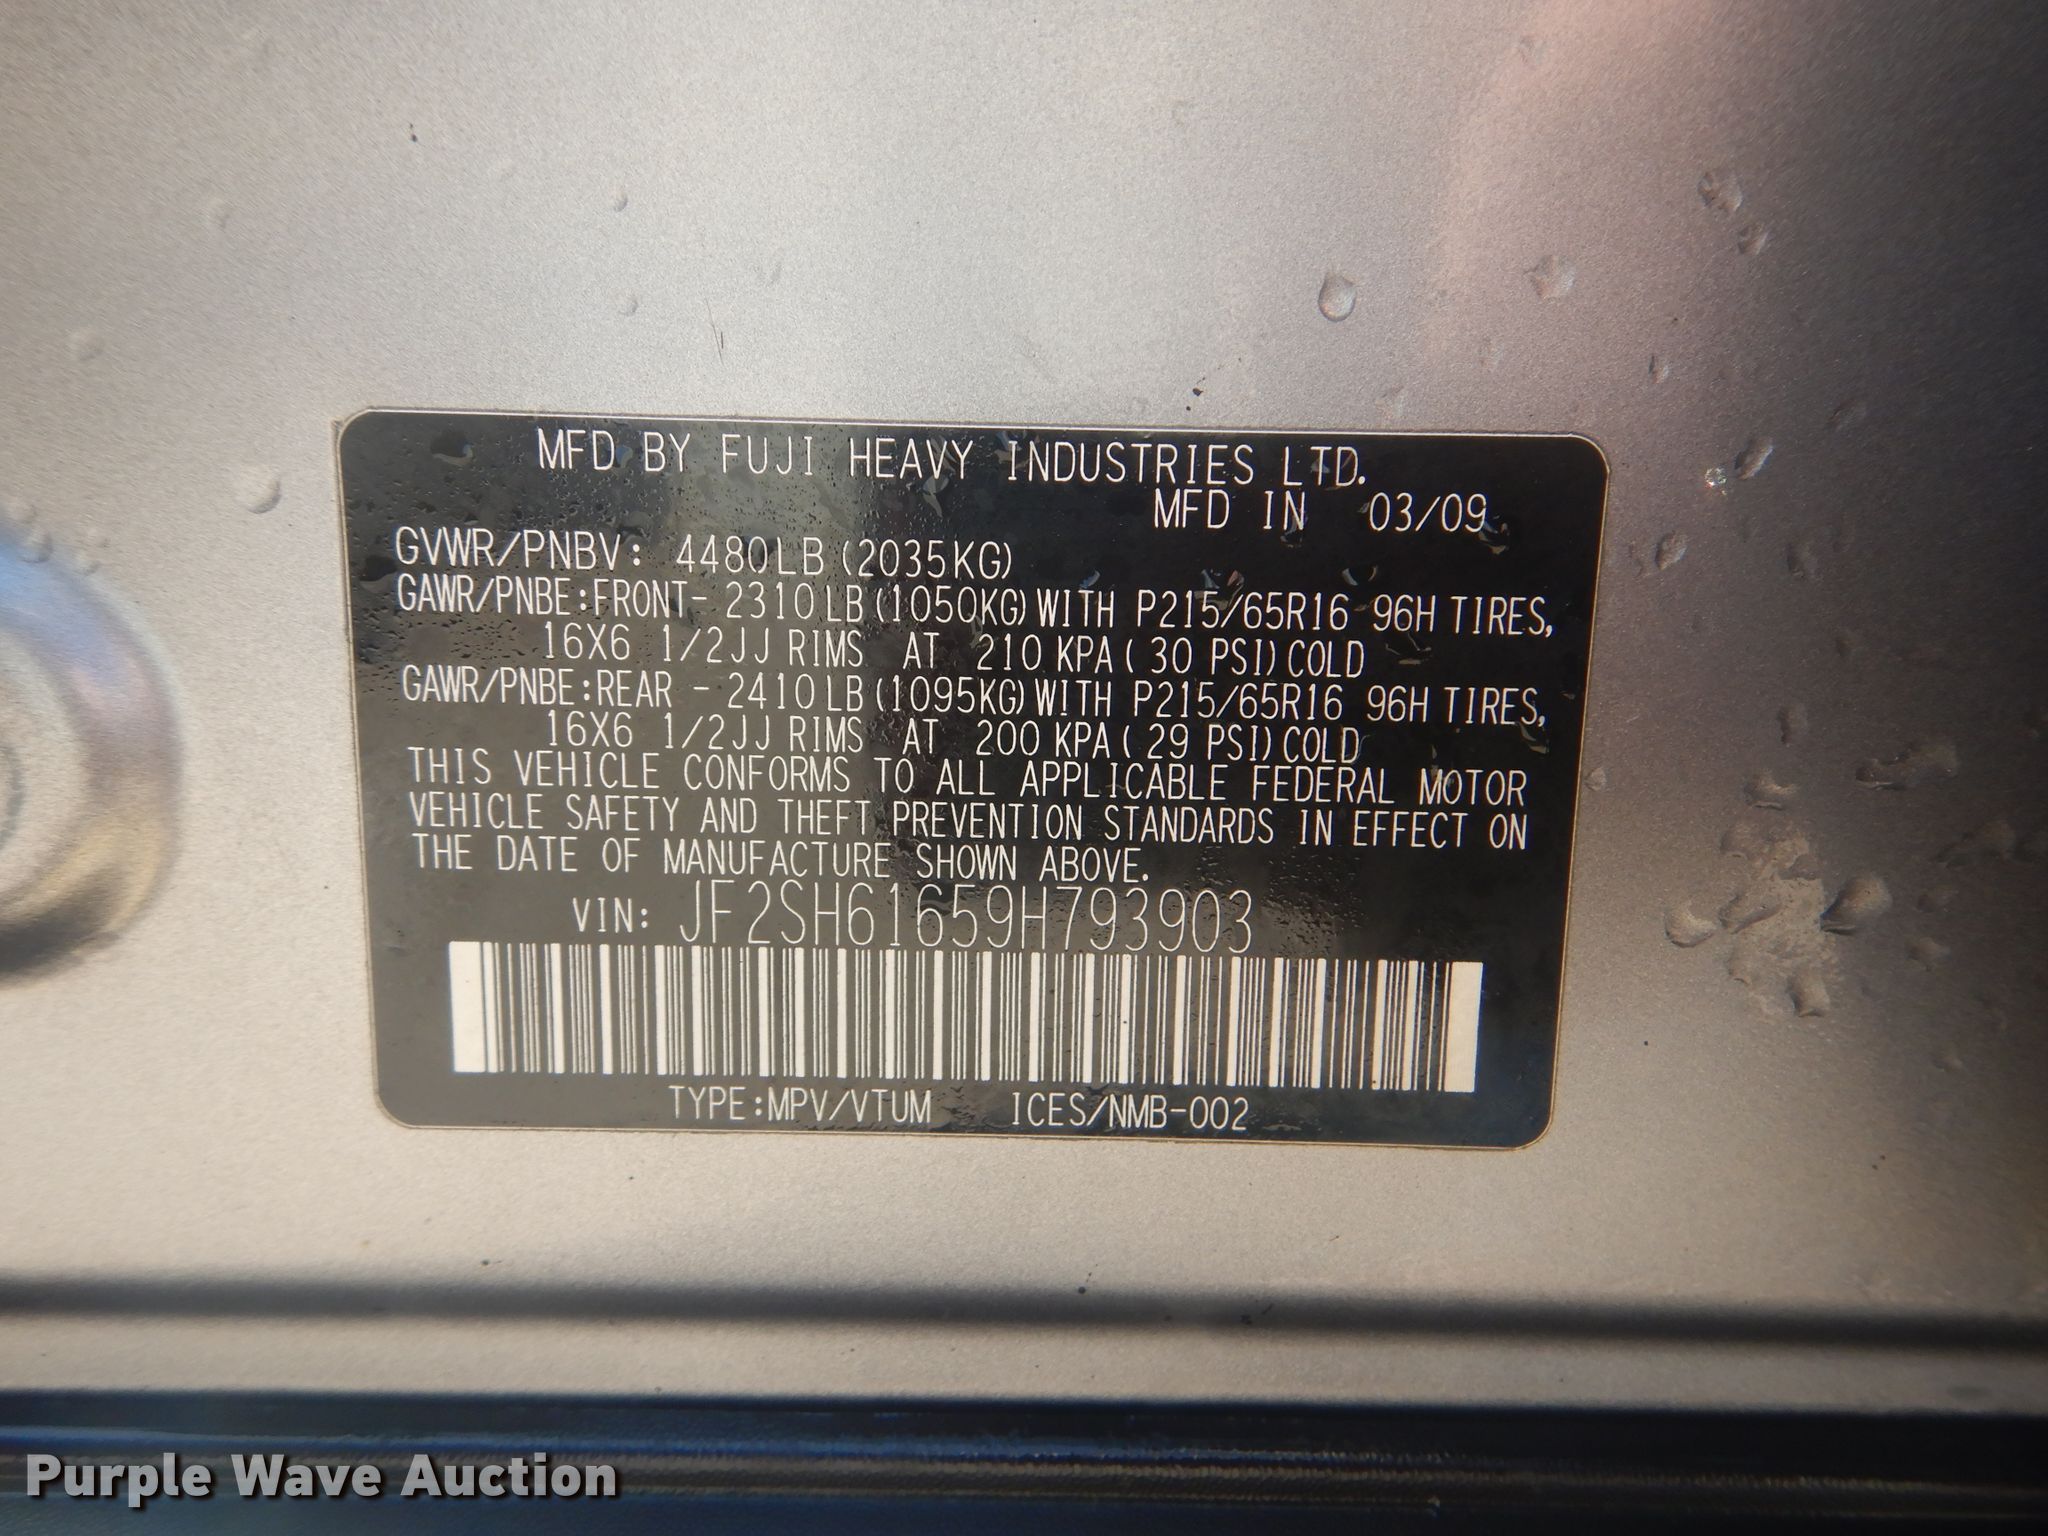 MFD BY FUJI HEAVY INDUSTRIES LTD.
MFD IN 03/09
GVWR/PNBV: 4480LB (2035KG)
GAWR/PNBE:FRONT- 2310LB(1050KG)WITH P215/65R16 96H TIRES,
16X6 1/2JJ RIMS AT 210 KPA( 30 PSI)COLD
GAWR/PNBE:REAR - 2410LB(1095KG)WITH P215/65R16 96H TIRES,
16X6 1/2JJ RIMS AT 200 KPA( 29 PSI)COLD
THIS VEHICLE CONFORMS TO ALL APPLICABLE FEDERAL MOTOR
VEHICLE SAFETY AND THEFT PREVENTION STANDARDS IN EFFECT ON
THE DATE OF MANUFACTURE SHOWN ABOVE.
VIN: JF2SH61659H793903
TYPE:MPV/VTUM ICES/NMB-002
Purple Wave Auction